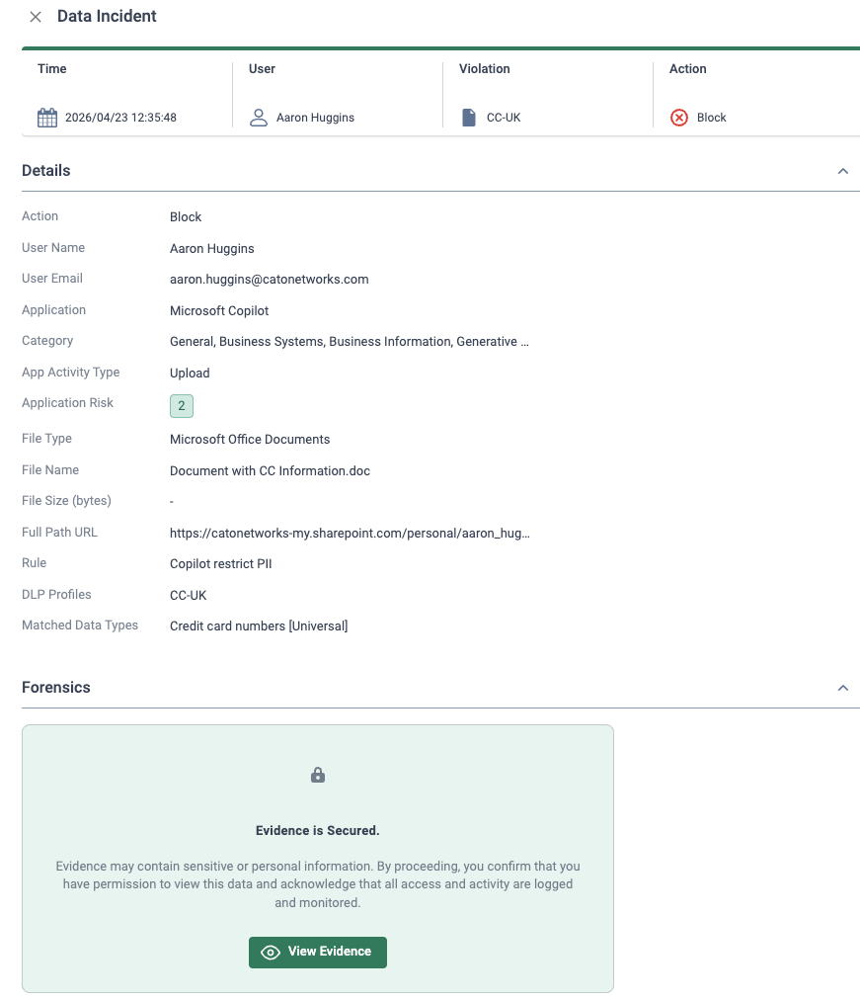 Data Incident
Time
User
Violation
Action
2026/04/23 12:35:48
Aaron Huggins
CC-UK
Block
Details
Action
Block
User Name
Aaron Huggins
User Email
aaron.huggins@catonetworks.com
Application
Microsoft Copilot
Category
General, Business Systems, Business Information, Generative ...
App Activity Type
Upload
Application Risk
2
File Type
Microsoft Office Documents
File Name
Document with CC Information.doc
File Size (bytes)
-
Full Path URL
https://catonetworks-my.sharepoint.com/personal/aaron_hug...
Rule
Copilot restrict PII
DLP Profiles
CC-UK
Matched Data Types
Credit card numbers [Universal]
Forensics
Evidence is Secured.
Evidence may contain sensitive or personal information. By proceeding, you confirm that you
have permission to view this data and acknowledge that all access and activity are logged
and monitored.
View Evidence